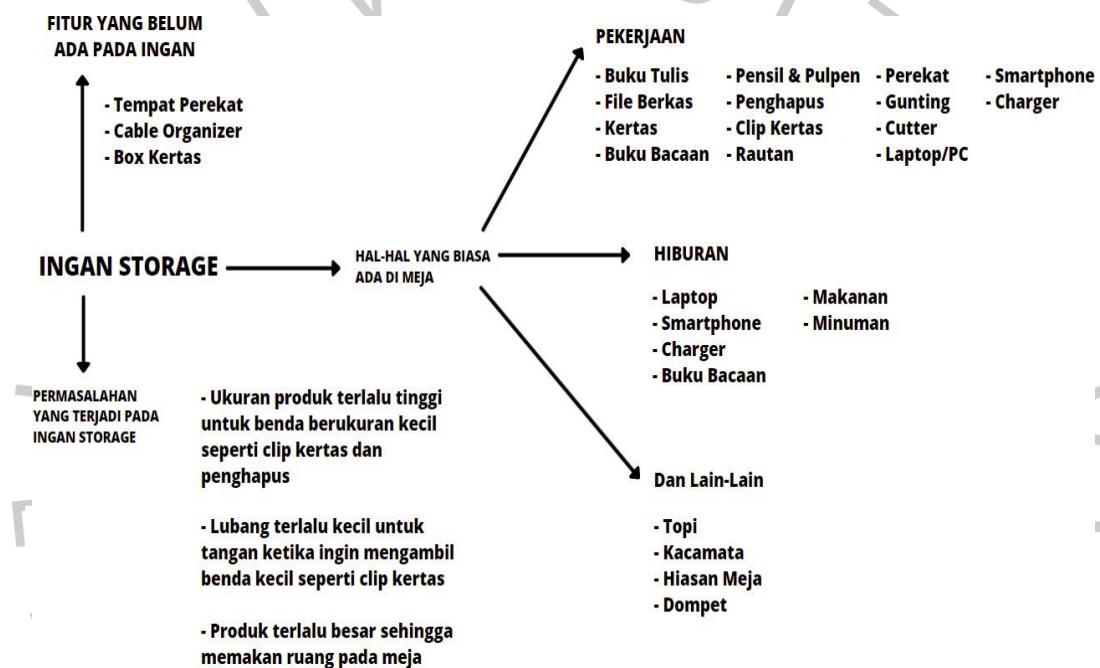 FITUR YANG BELUM
ADA PADA INGAN
- Tempat Perekat
- Cable Organizer
- Box Kertas
INGAN STORAGE
PERMASALAHAN
YANG TERJADI PADA
INGAN STORAGE
- Ukuran produk terlalu tinggi
untuk benda berukuran kecil
seperti clip kertas dan
penghapus
- Lubang terlalu kecil untuk
tangan ketika ingin mengambil
benda kecil seperti clip kertas
- Produk terlalu besar sehingga
memakan ruang pada meja
HAL-HAL YANG BIASA
ADA DI MEJA
PEKERJAAN
- Buku Tulis
- File Berkas
- Kertas
- Buku Bacaan
- Pensil & Pulpen
- Penghapus
- Clip Kertas
- Rautan
- Perekat
- Gunting
- Cutter
- Laptop/PC
- Smartphone
- Charger
HIBURAN
- Laptop
- Smartphone
- Charger
- Buku Bacaan
- Makanan
- Minuman
Dan Lain-Lain
- Topi
- Kacamata
- Hiasan Meja
- Dompet